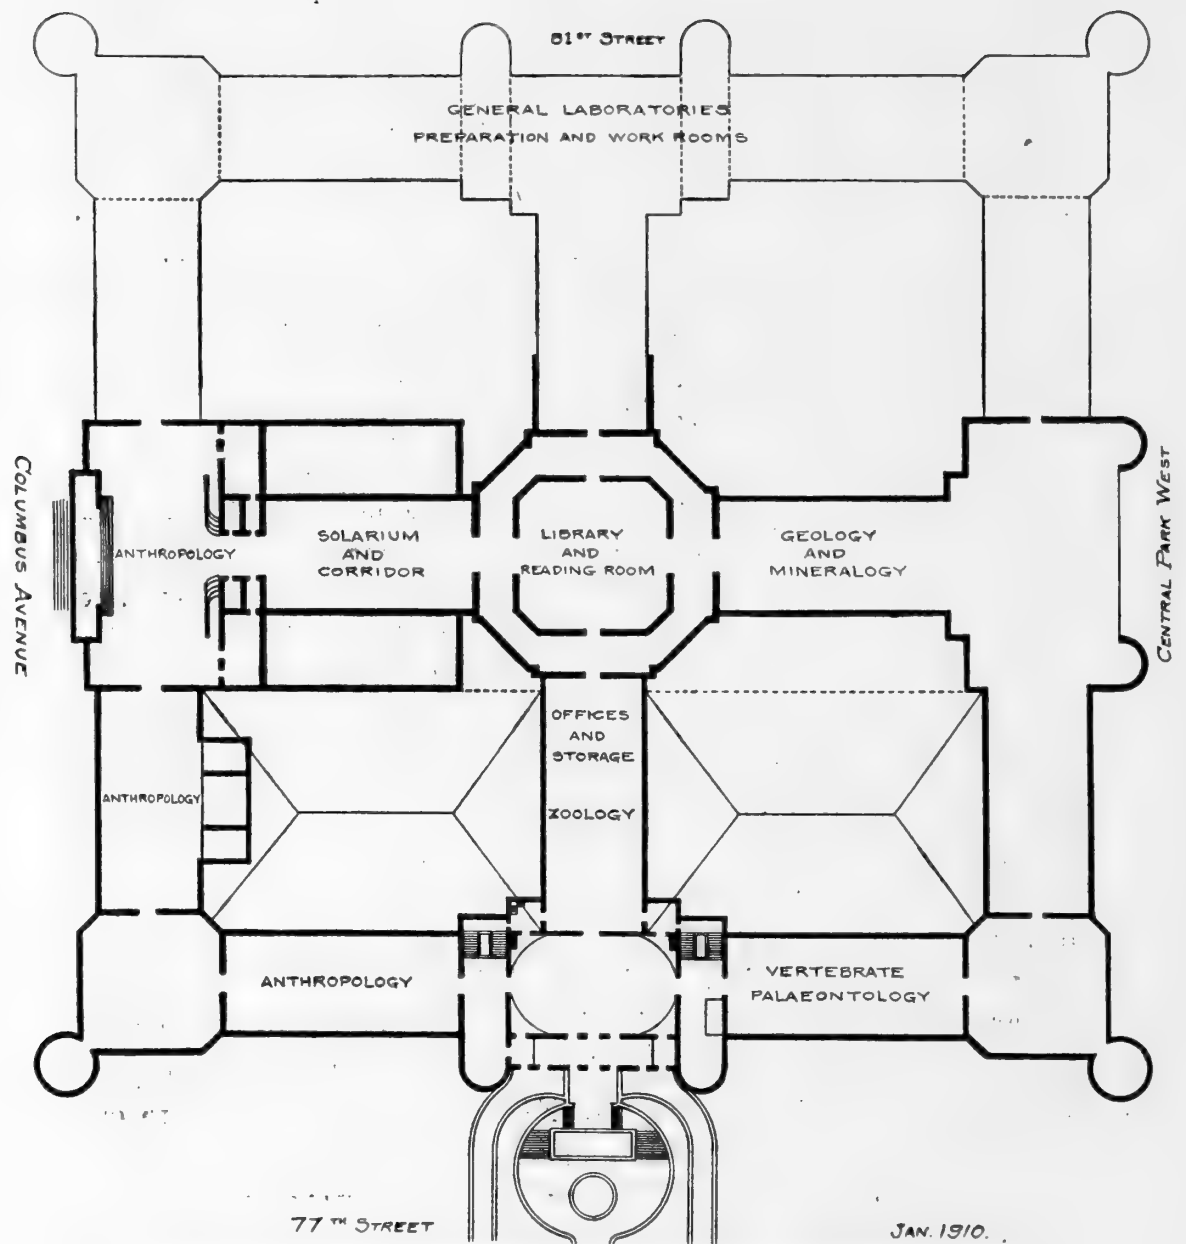 81ST STREET
GENERAL LABORATORIES
PREPARATION AND WORK ROOMS
COLUMBUS AVENUE
ANTHROPOLOGY
SOLARIUM
AND
CORRIDOR
LIBRARY
AND
READING ROOM
GEOLOGY
AND
MINERALOGY
CENTRAL PARK WEST
OFFICES
AND
STORAGE
ZOOLOGY
ANTHROPOLOGY
ANTHROPOLOGY
VERTEBRATE
PALAEONTOLOGY
77TH STREET
JAN. 1910.